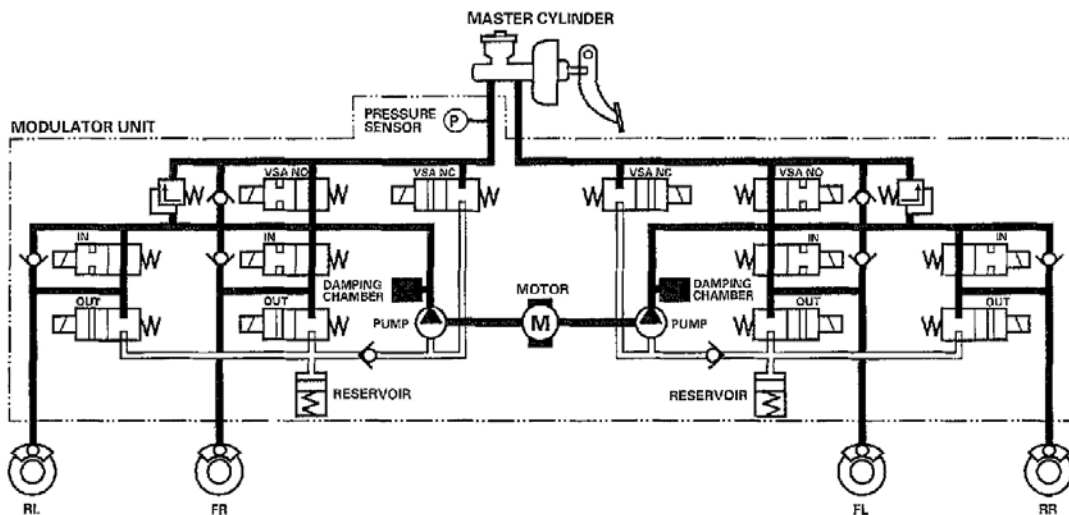 MASTER CYLINDER
PRESSURE
SENSOR
P
MODULATOR UNIT
VSA NO
VSA NC
VSA NC
VSA NO
IN
IN
IN
IN
DAMPING
CHAMBER
MOTOR
DAMPING
CHAMBER
OUT
OUT
PUMP
M
PUMP
OUT
OUT
RESERVOIR
RESERVOIR
RL
FR
FL
RR